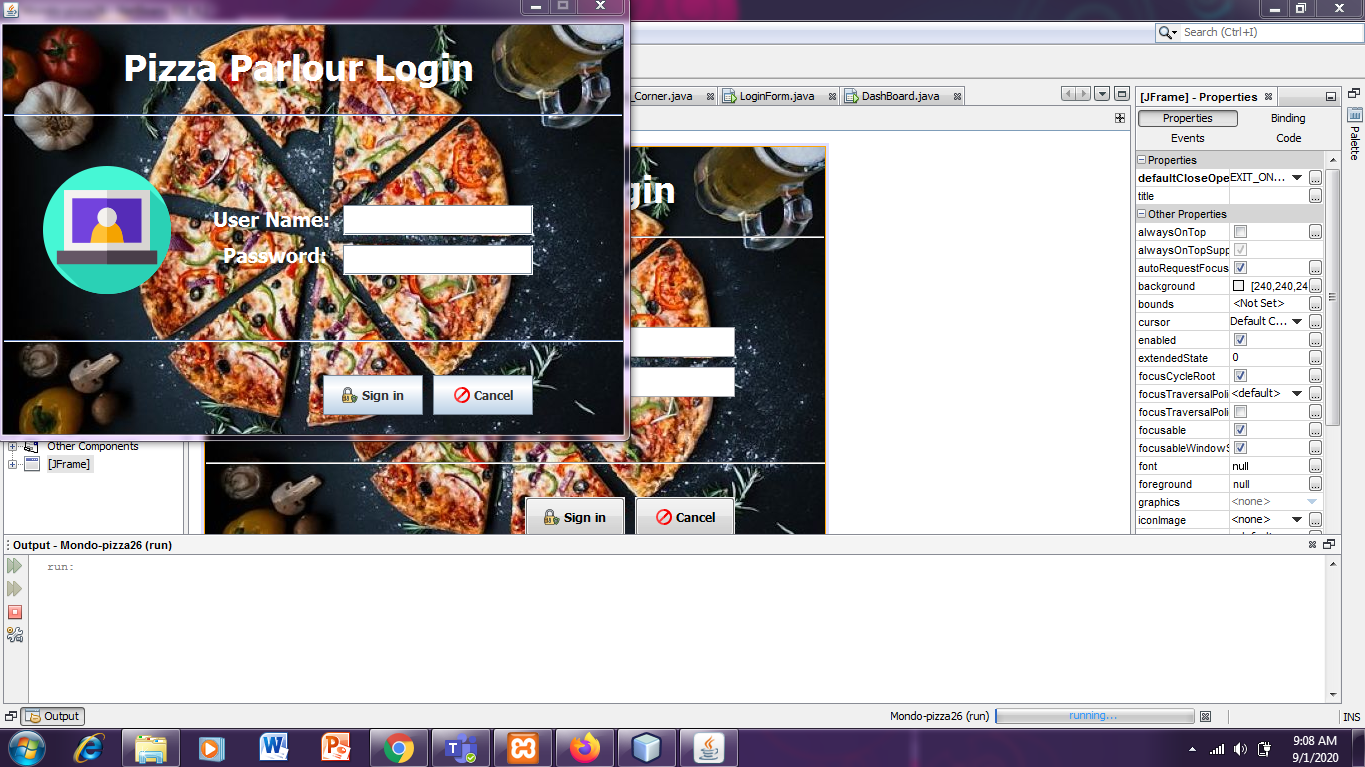 Pizza Parlour Login
User Name:
Password:
Sign in
Cancel
Search (Ctrl+I)
_Corner.java
LoginForm.java
DashBoard.java
gin
Sign in
Cancel
[JFrame] - Properties
Properties
Binding
Events
Code
Palette
Properties
defaultCloseOpe EXIT_ON...
title
Other Properties
alwaysOnTop
alwaysOnTopSupp
autoRequestFocus
background [240,240,24
bounds <Not Set>
cursor Default C...
enabled
extendedState 0
focusCycleRoot
focusTraversalPoli <default>
focusTraversalPoli
focusable
focusableWindowS
font null
foreground null
graphics <none>
iconImage <none>
Other Components
[JFrame]
Output - Mondo-pizza26 (run)
run:
Output
Mondo-pizza26 (run)
running...
INS
9:08 AM
9/1/2020